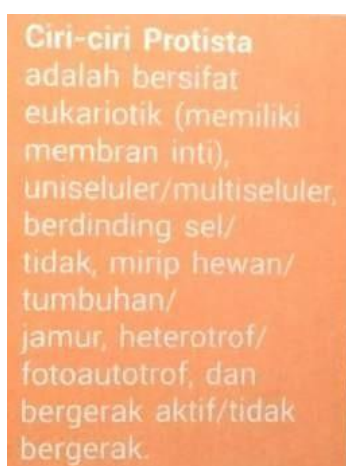 Ciri-ciri Protista
adalah bersifat
eukariotik (memiliki
membran inti),
uniseluler/multiseluler,
berdinding sel/
tidak, mirip hewan/
tumbuhan/
jamur, heterotrof/
fotoautotrof, dan
bergerak aktif/tidak
bergerak.